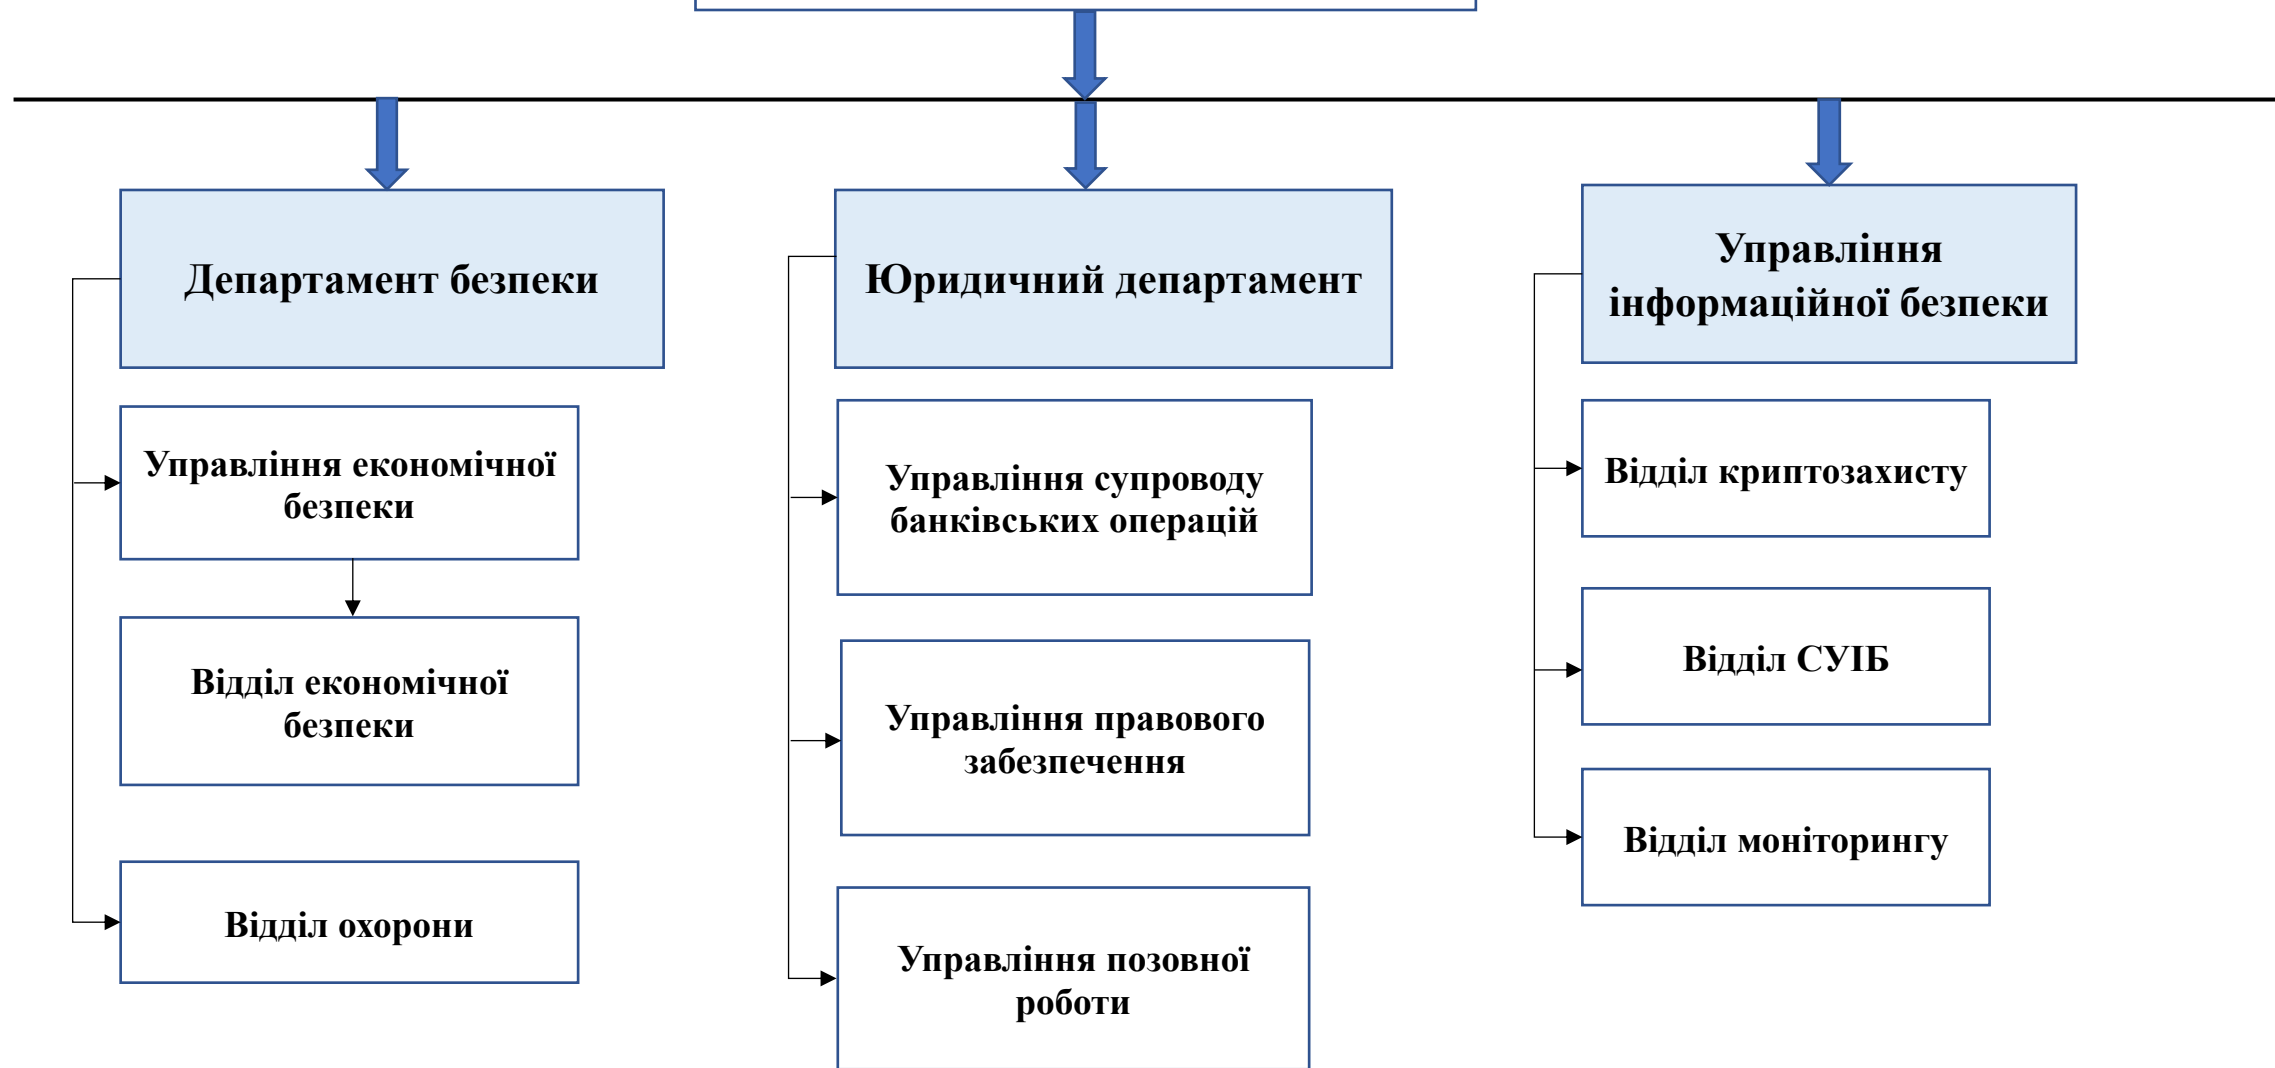 Департамент безпеки
Управління економічної
безпеки
Відділ економічної
безпеки
Відділ охорони
Юридичний департамент
Управління супроводу
банківських операцій
Управління правового
забезпечення
Управління позовної
роботи
Управління
інформаційної безпеки
Відділ криптозахисту
Відділ СУІБ
Відділ моніторингу